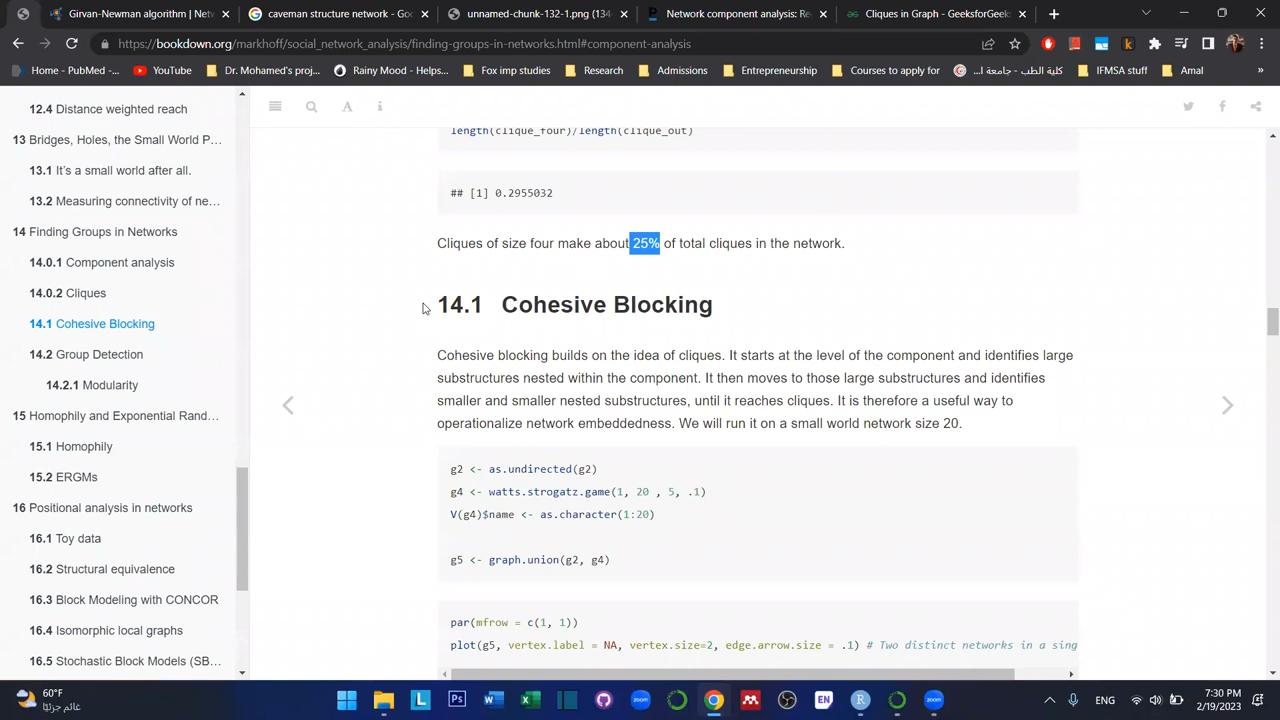 Girvan-Newman Algorithm | Netw
caveman structure network - Goo
unnamed-chunk-132-1.png (134
Network component analysis: Re
Cliques in Graph - GeeksforGeek
https://bookdown.org/markhoff/social_network_analysis/finding-groups-in-networks.html#component-analysis
Home - PubMed -...
YouTube
Dr. Mohamed's proj...
Rainy Mood - Helps...
Fox imp studies
Research
Admissions
Entrepreneurship
Courses to apply for
كلية الطب - جامعة ا...
IFMSA stuff
Amal
»
12.4 Distance weighted reach
13 Bridges, Holes, the Small World P...
13.1 It's a small world after all.
13.2 Measuring connectivity of ne...
14 Finding Groups in Networks
14.0.1 Component analysis
14.0.2 Cliques
14.1 Cohesive Blocking
14.2 Group Detection
14.2.1 Modularity
15 Homophily and Exponential Rand...
15.1 Homophily
15.2 ERGMs
16 Positional analysis in networks
16.1 Toy data
16.2 Structural equivalence
16.3 Block Modeling with CONCOR
16.4 Isomorphic local graphs
16.5 Stochastic Block Models (SB...
length(clique_four)/length(clique_out)
## [1] 0.2955032
Cliques of size four make about 25% of total cliques in the network.
14.1 Cohesive Blocking
Cohesive blocking builds on the idea of cliques. It starts at the level of the component and identifies large
substructures nested within the component. It then moves to those large substructures and identifies
smaller and smaller nested substructures, until it reaches cliques. It is therefore a useful way to
operationalize network embeddedness. We will run it on a small world network size 20.
g2 <- as.undirected(g2)
g4 <- watts.strogatz.game(1, 20 , 5, .1)
V(g4)$name <- as.character(1:20)
g5 <- graph.union(g2, g4)
par(mfrow = c(1, 1))
plot(g5, vertex.label = NA, vertex.size=2, edge.arrow.size = .1) # Two distinct networks in a sing
60°F
غائم جزئيًا
ENG
7:30 PM
2/19/2023